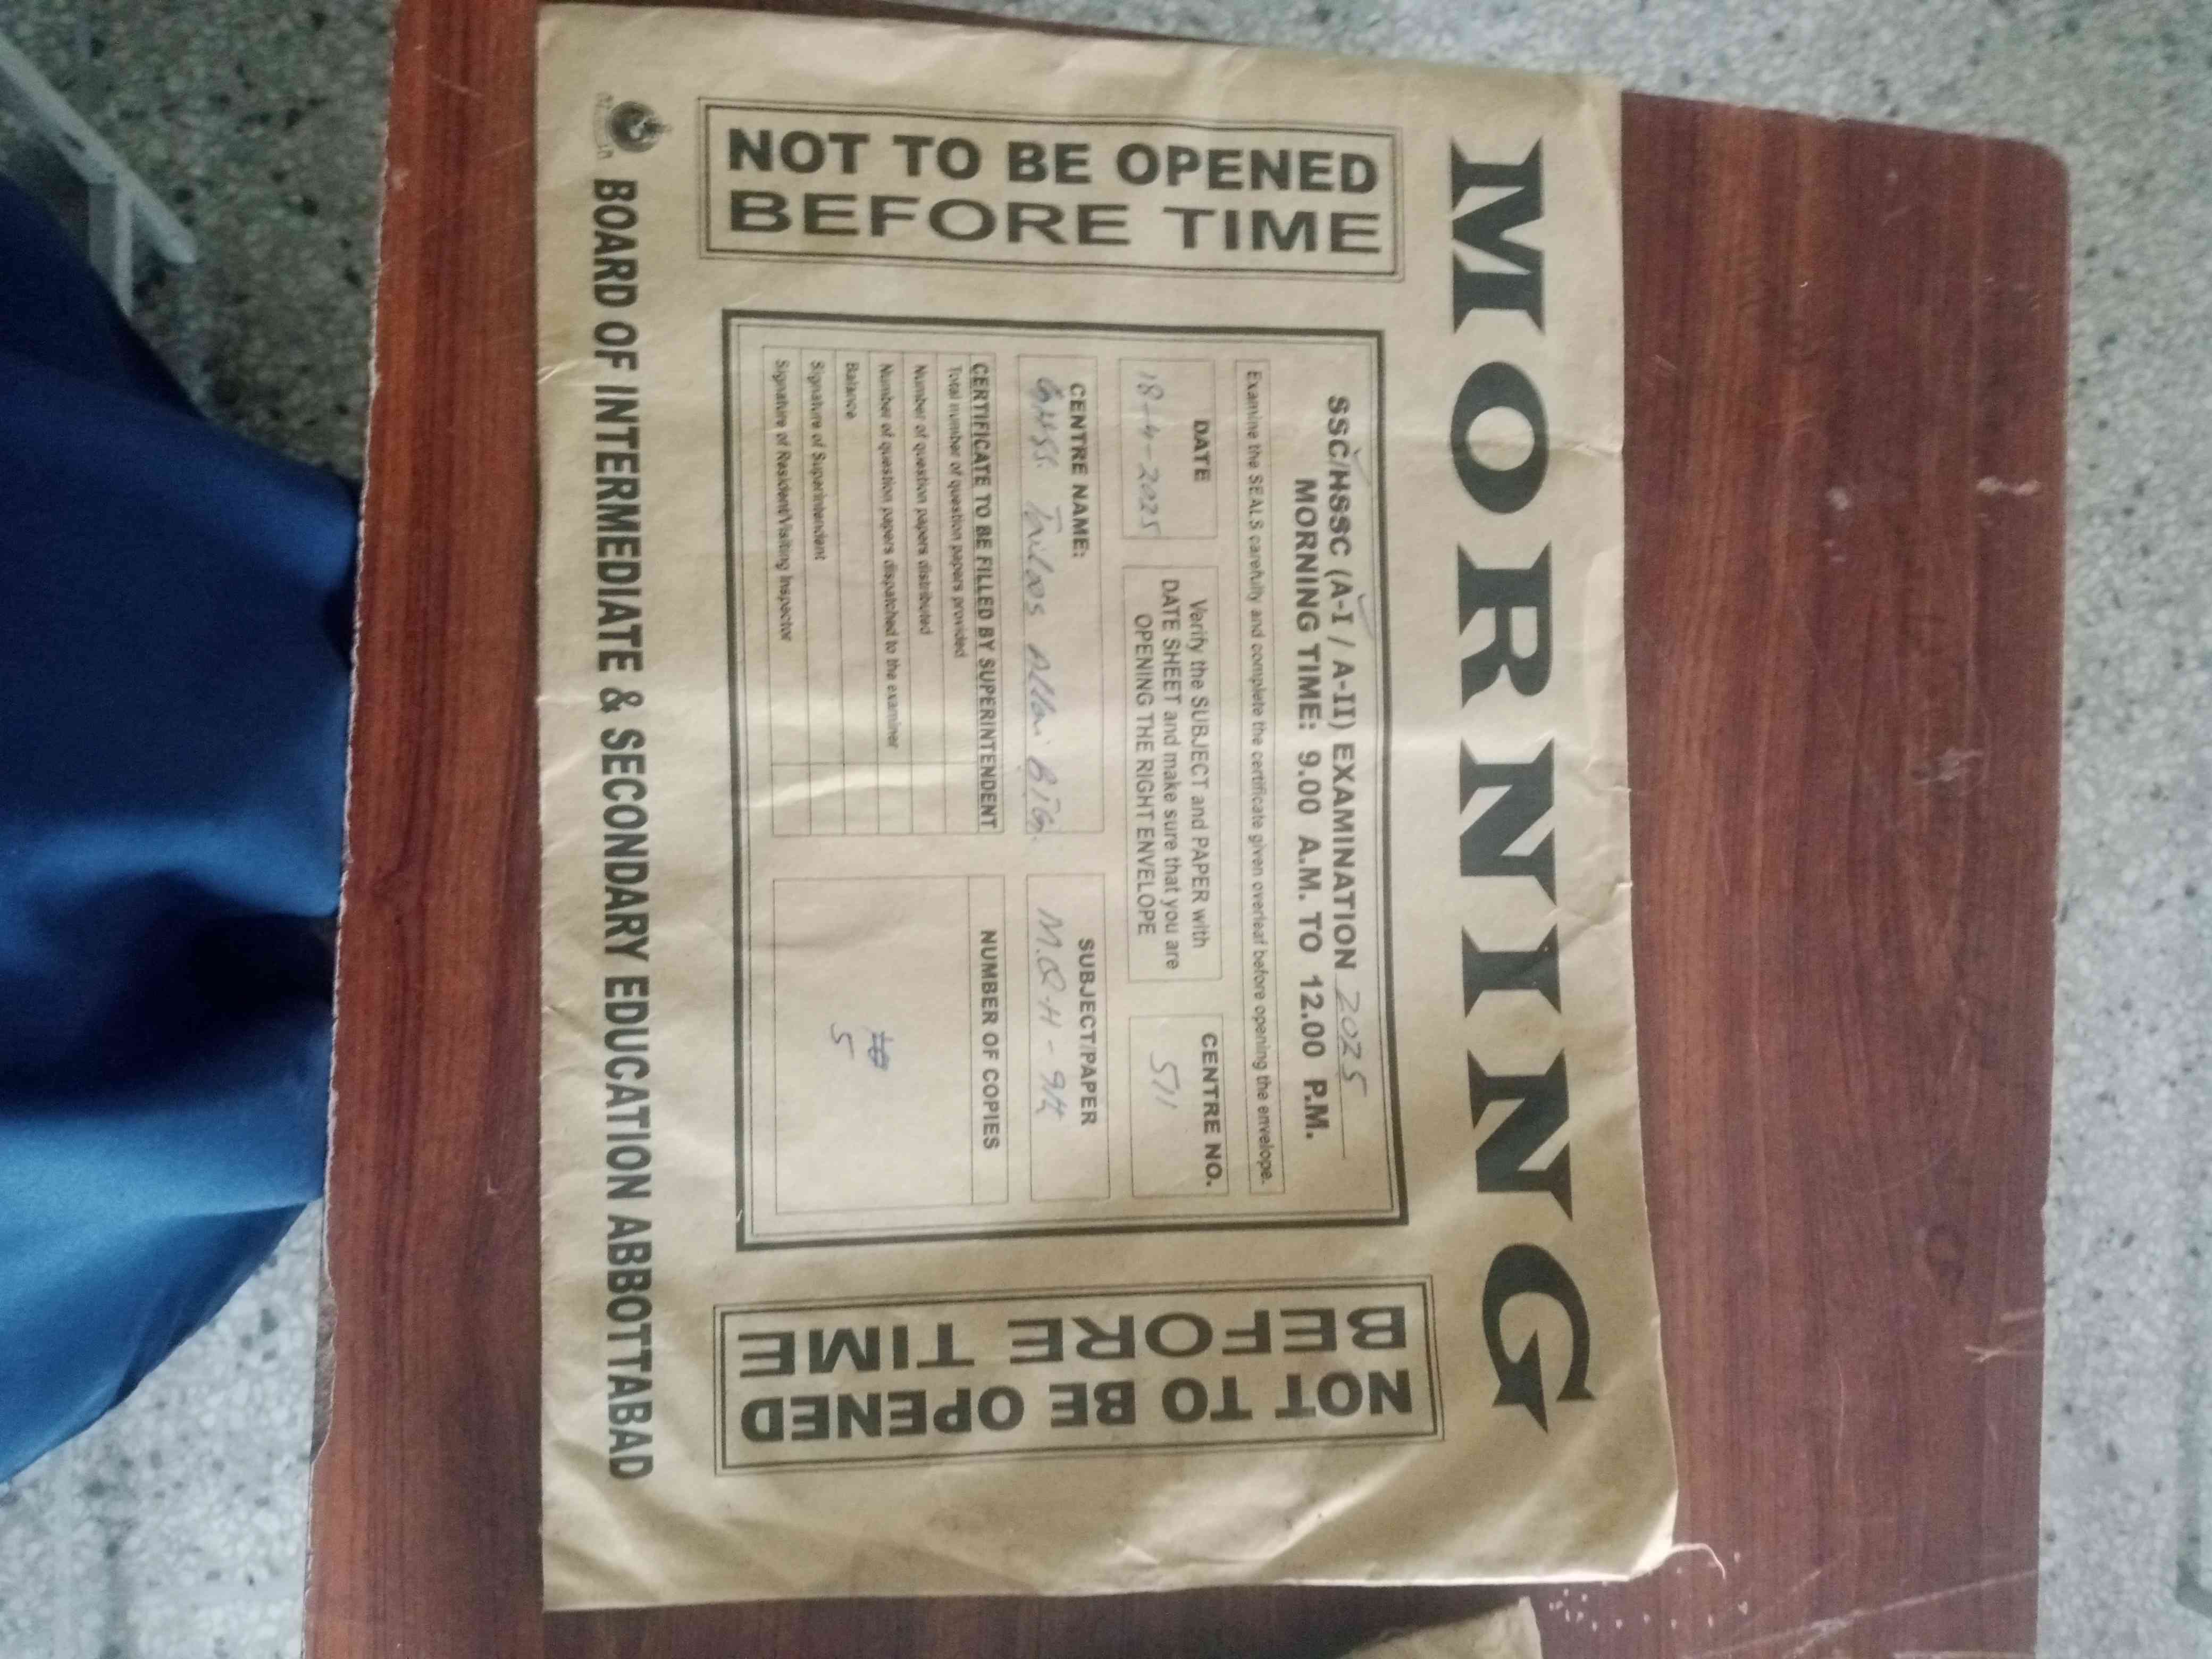 MORNING
NOT TO BE OPENED
BEFORE TIME
SSC/HSSC (A-I / A-II) EXAMINATION 2025
MORNING TIME: 9.00 A.M. TO 12.00 P.M.
Examine the SEALS carefully and complete the certificate given overleaf before opening the envelope.
DATE
18-4-2025
Verify the SUBJECT and PAPER with
DATE SHEET and make sure that you are
OPENING THE RIGHT ENVELOPE
CENTRE NO.
571
CENTRE NAME:
GHSS.
SUBJECT/PAPER
M.Q.H - 9th
CERTIFICATE TO BE FILLED BY SUPERINTENDENT
Total number of question papers provided
Number of question papers distributed
Number of question papers dispatched to the examiner
Balance
Signature of Superintendent
Signature of Resident/Visiting Inspector
NUMBER OF COPIES
5
NOT TO BE OPENED
BEFORE TIME
BOARD OF INTERMEDIATE & SECONDARY EDUCATION ABBOTTABAD